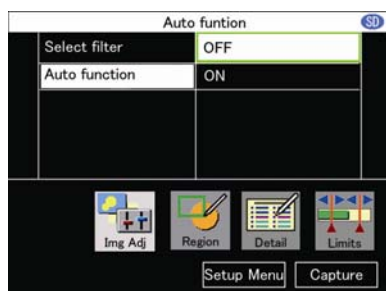 Auto funtion
SD
Select filter
OFF
Auto function
ON
Img Adj
Region
Detail
Limits
Setup Menu
Capture